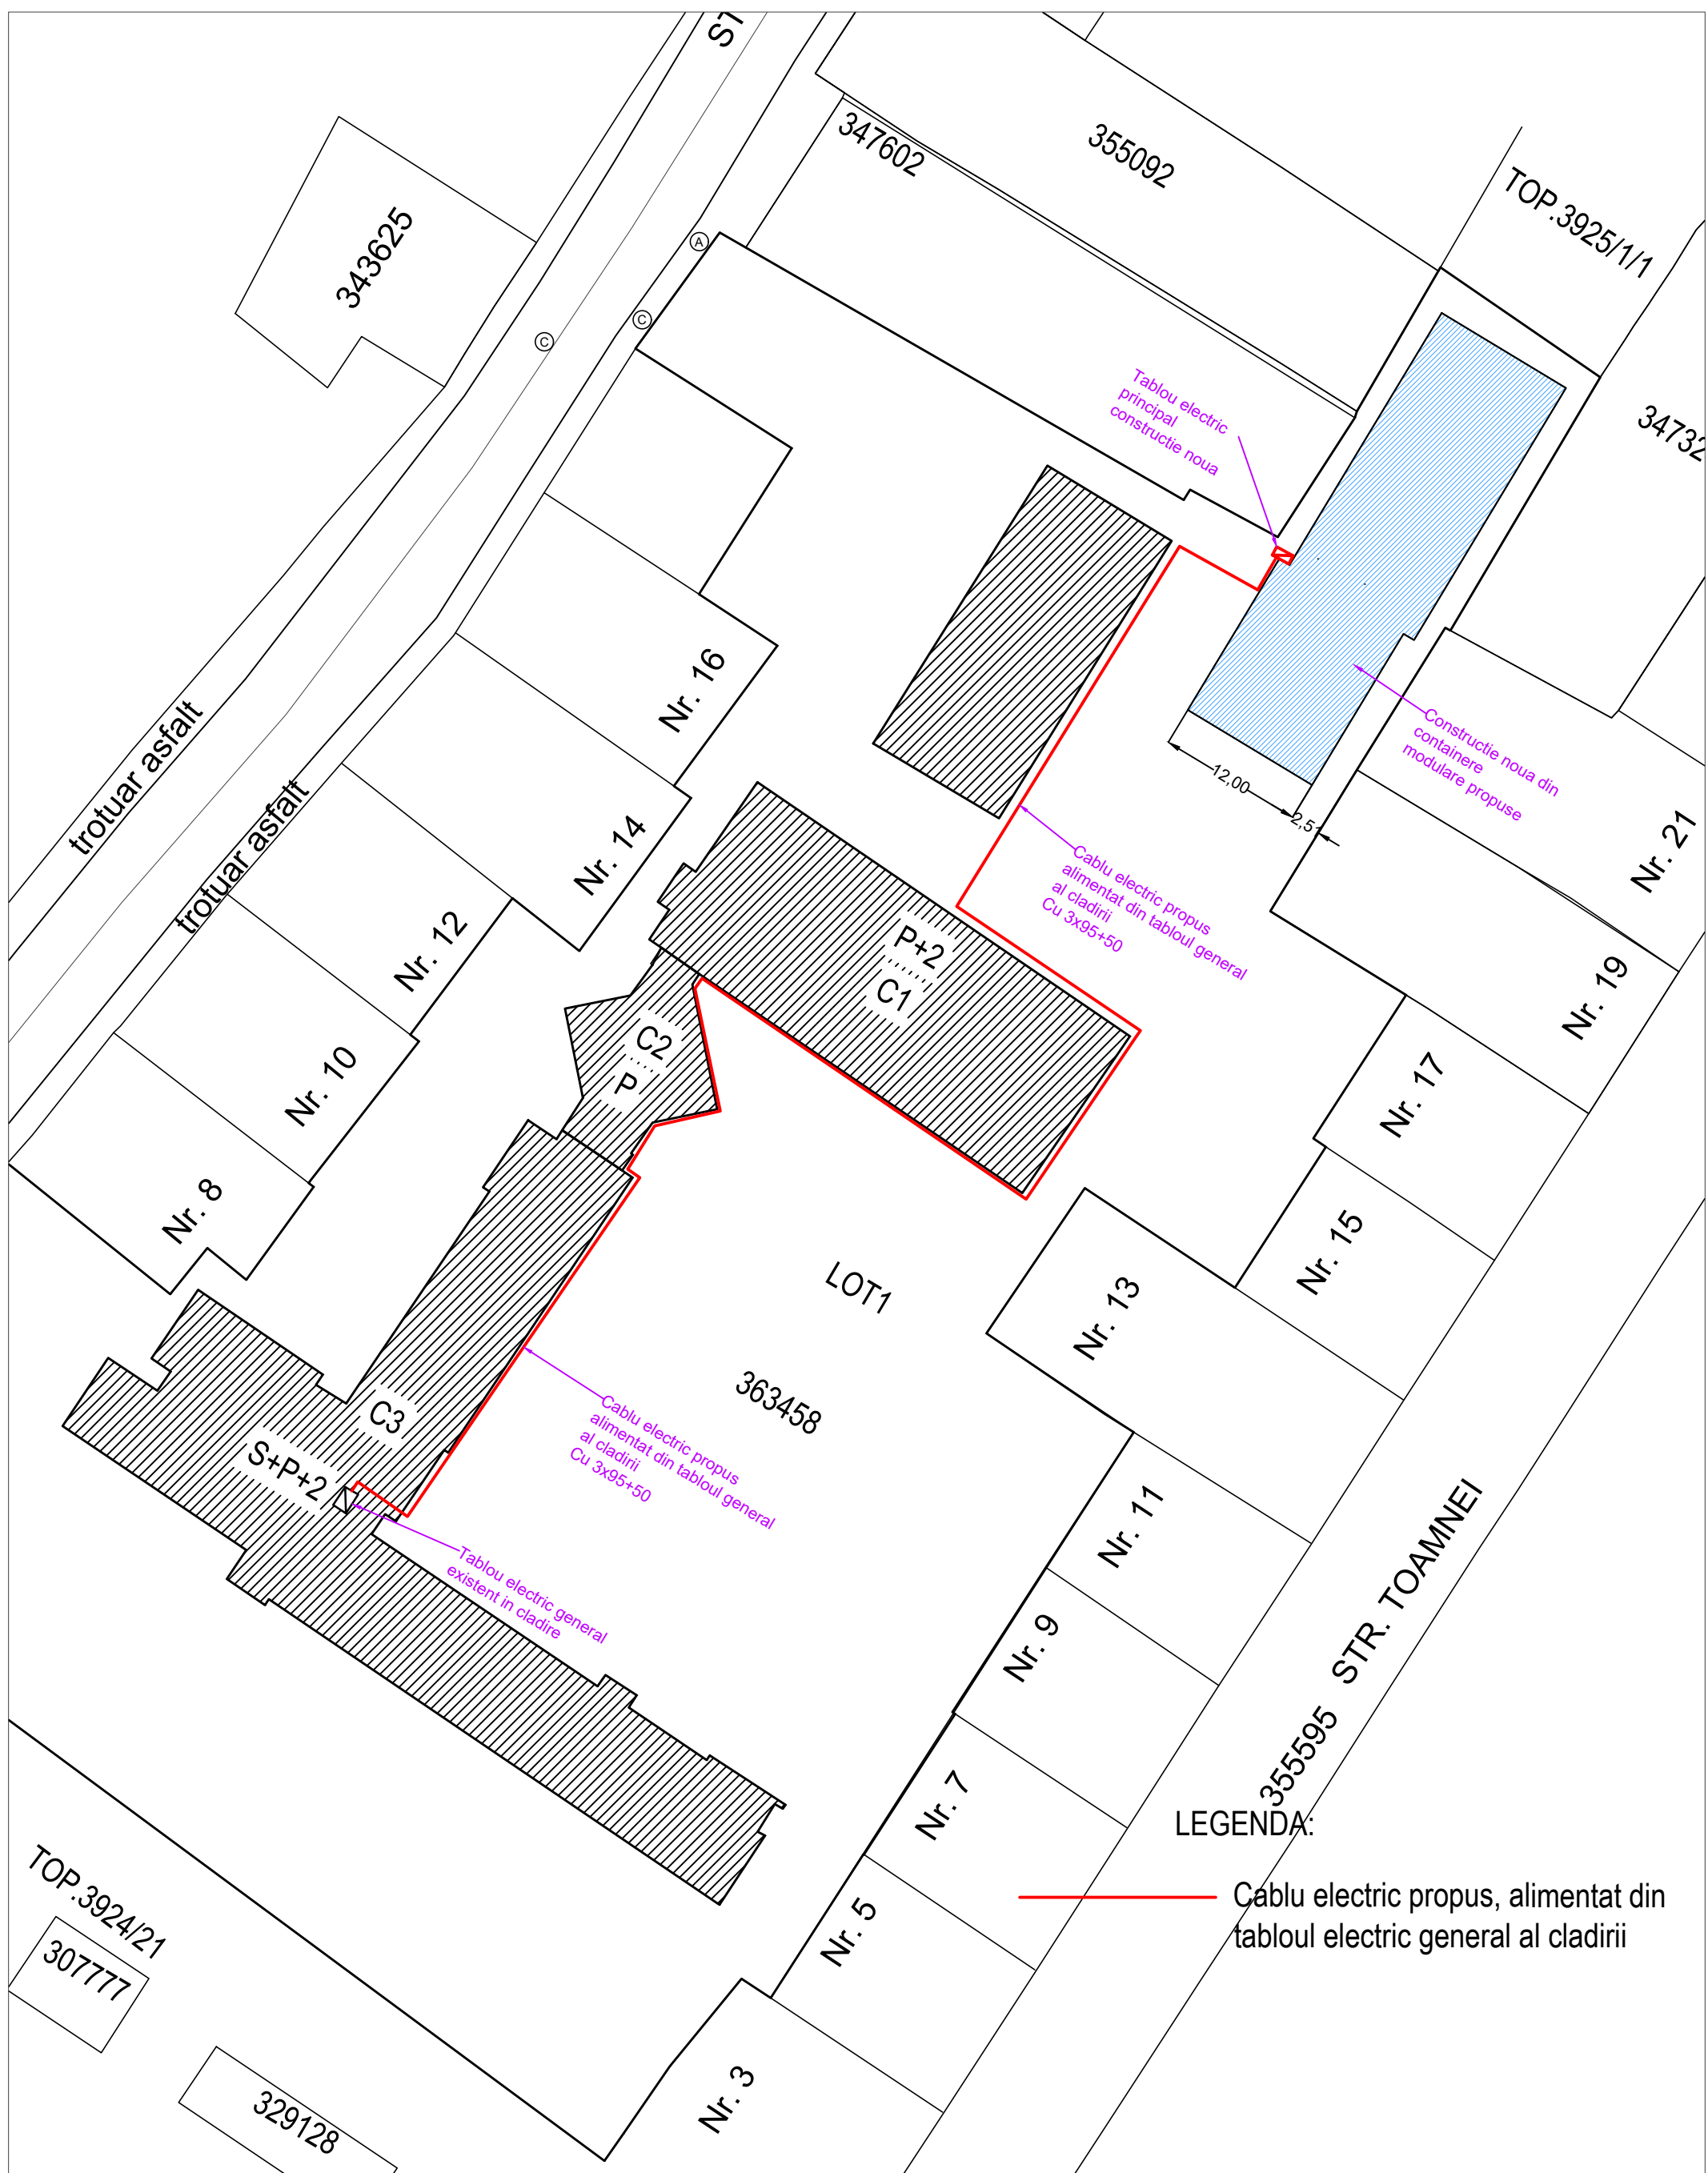 ST
347602
355092
TOP.3925/1/1
343625
A
C
C
Tablou electric
principal
constructie noua
34732
trotuar asfalt
trotuar asfalt
Nr. 16
Nr. 14
Nr. 12
Nr. 10
Nr. 8
Constructie noua din
containere
modulare propuse
12,00
2,51
Cablu electric propus
alimentat din tabloul general
al cladirii
Cu 3x95+50
P+2
C1
C2
P
Nr. 21
Nr. 19
Nr. 17
Nr. 15
Nr. 13
LOT1
363458
C3
S+P+2
Cablu electric propus
alimentat din tabloul general
al cladirii
Cu 3x95+50
Tablou electric general
existent in cladire
Nr. 11
Nr. 9
Nr. 7
Nr. 5
Nr. 3
355595 STR. TOAMNEI
LEGENDA:
Cablu electric propus, alimentat din
tabloul electric general al cladirii
TOP.3924/21
307777
329128